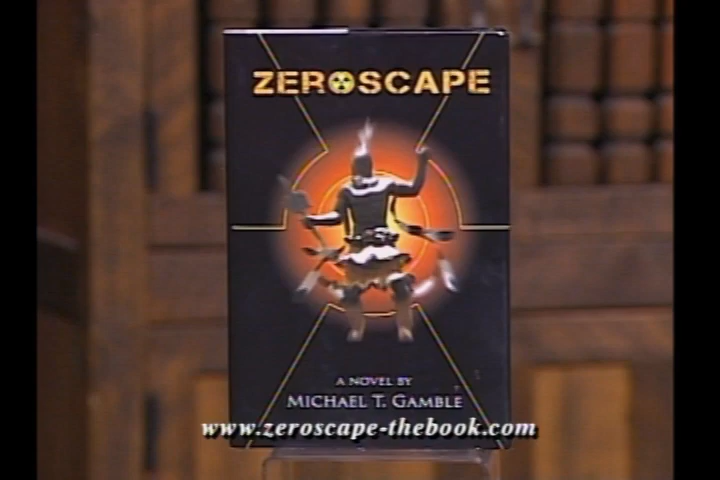 ZEROSCAPE
A NOVEL BY
MICHAEL T. GAMBLE
www.zeroscape-thebook.com